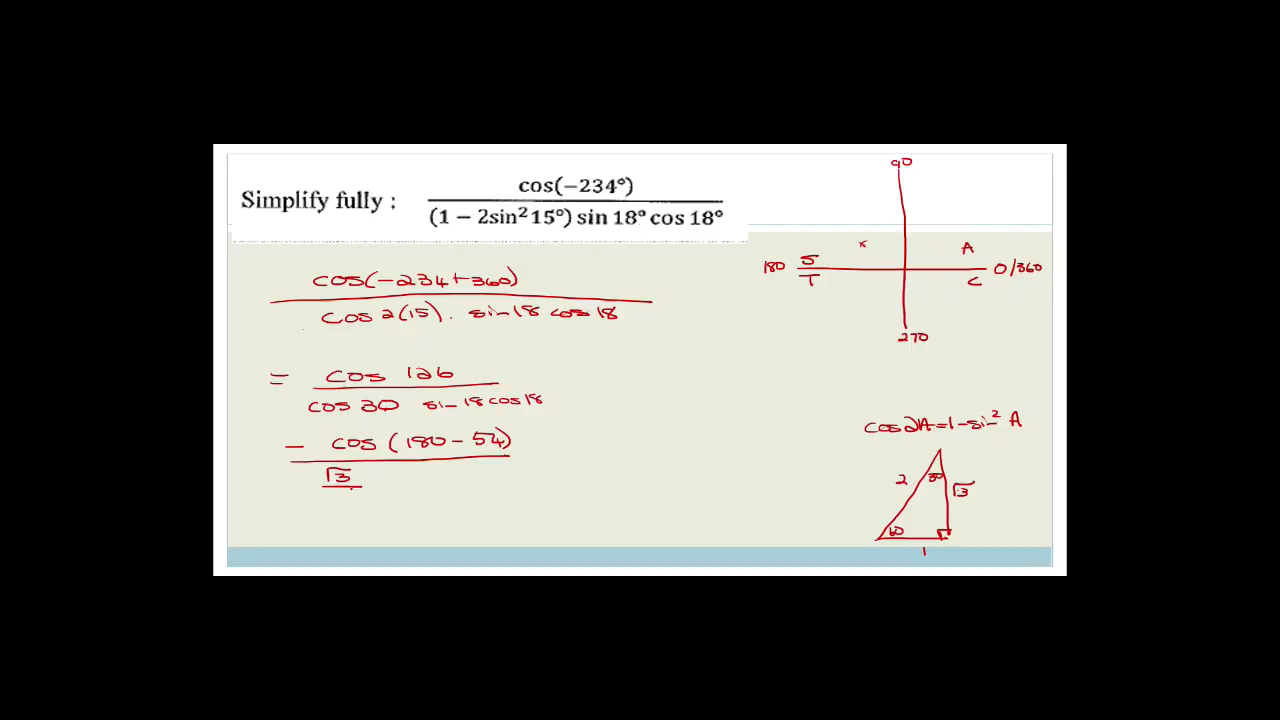 Simplify fully : cos(−234°)
(1 − 2sin²15°) sin 18° cos 18°
cos(-234+360)
cos 2(15) . sin 18 cos 18
= cos 126
cos 30 sin 18 cos 18
- cos (180 - 54)
√3
90
x A
180 S 0/360
T C
270
cos 2A = 1 - sin² A
2 30 √3
60
1